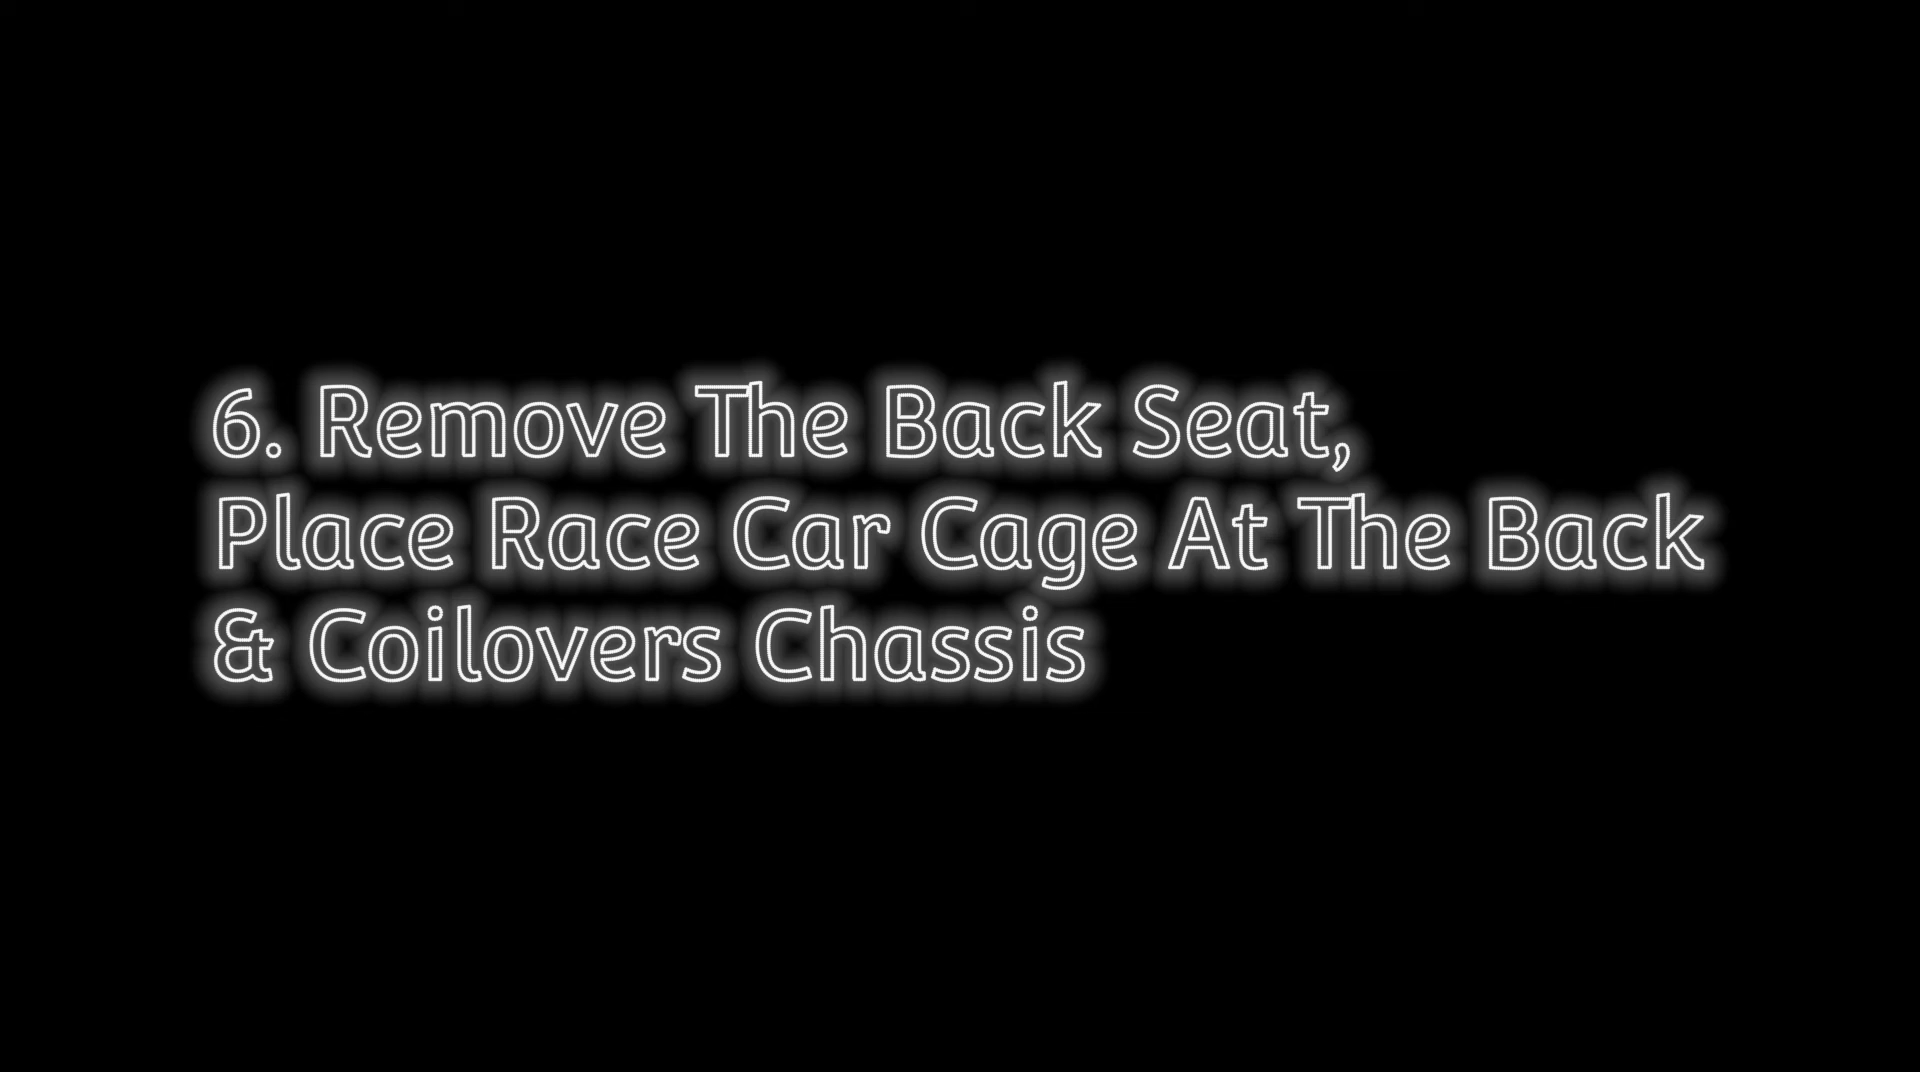 6. Remove The Back Seat,
Place Race Car Cage At The Back
& Coilovers Chassis